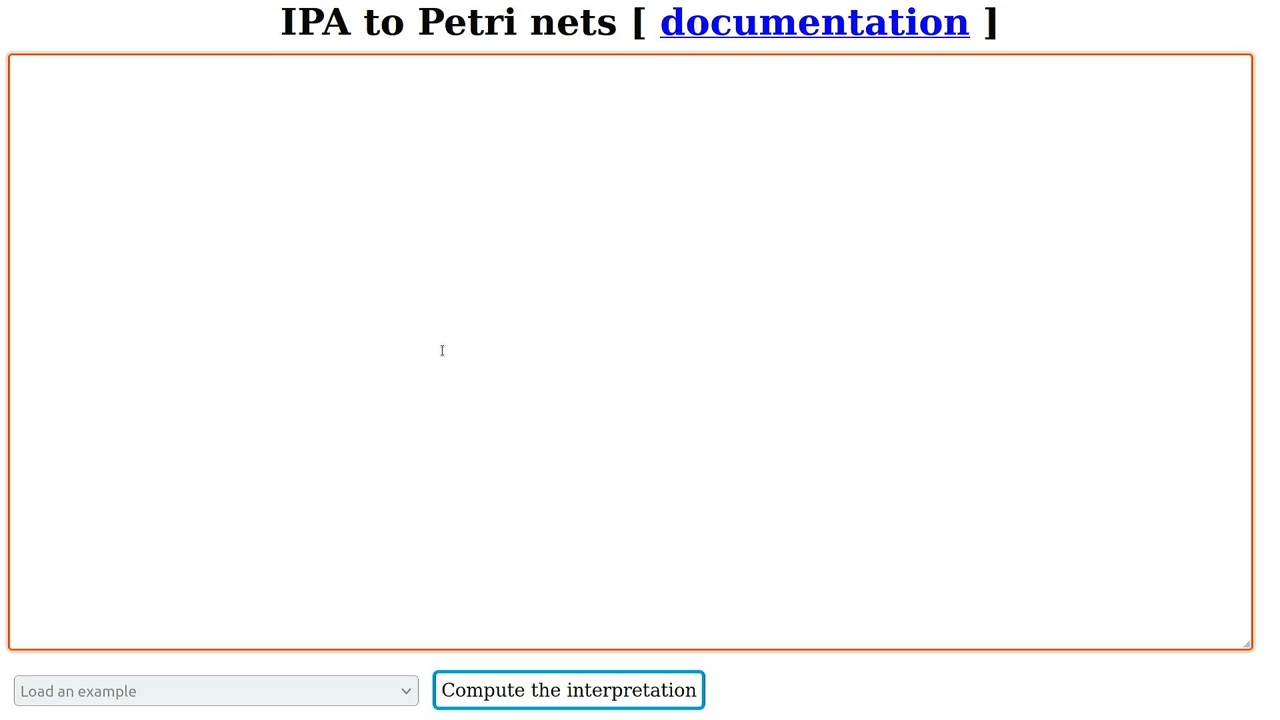 IPA to Petri nets [ documentation ]
Load an example
Compute the interpretation